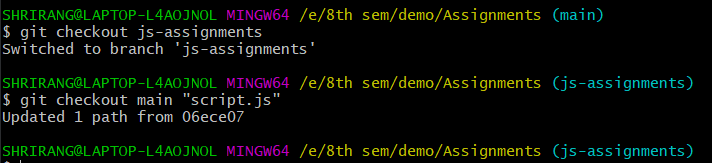 SHRIRANG@LAPTOP-L4AOJNOL MINGW64 /e/8th sem/demo/Assignments (main)
$ git checkout js-assignments
Switched to branch 'js-assignments'
SHRIRANG@LAPTOP-L4AOJNOL MINGW64 /e/8th sem/demo/Assignments (js-assignments)
$ git checkout main "script.js"
Updated 1 path from 06ece07
SHRIRANG@LAPTOP-L4AOJNOL MINGW64 /e/8th sem/demo/Assignments (js-assignments)